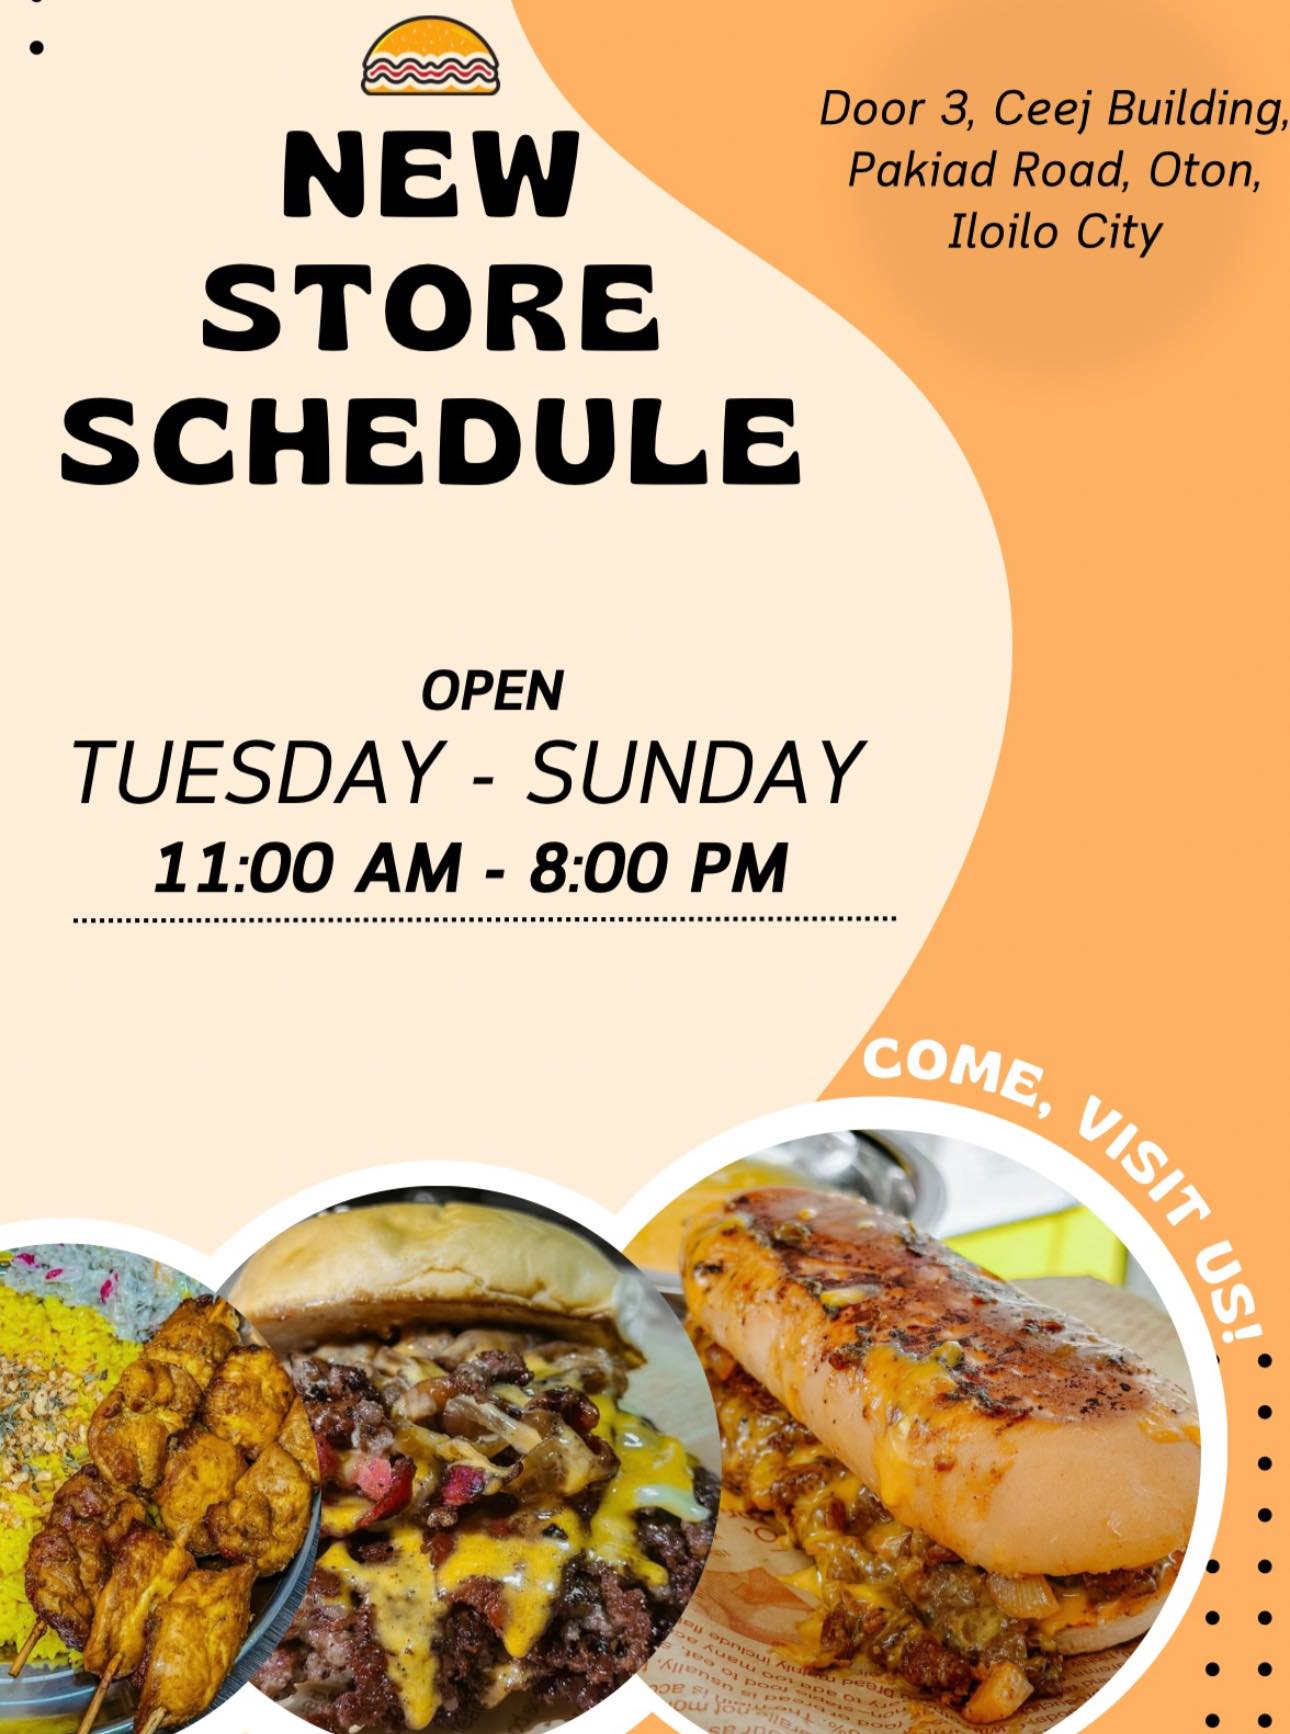 NEW
STORE
SCHEDULE
Door 3, Ceej Building,
Pakiad Road, Oton,
Iloilo City
OPEN
TUESDAY - SUNDAY
11:00 AM - 8:00 PM
COME, VISIT US!